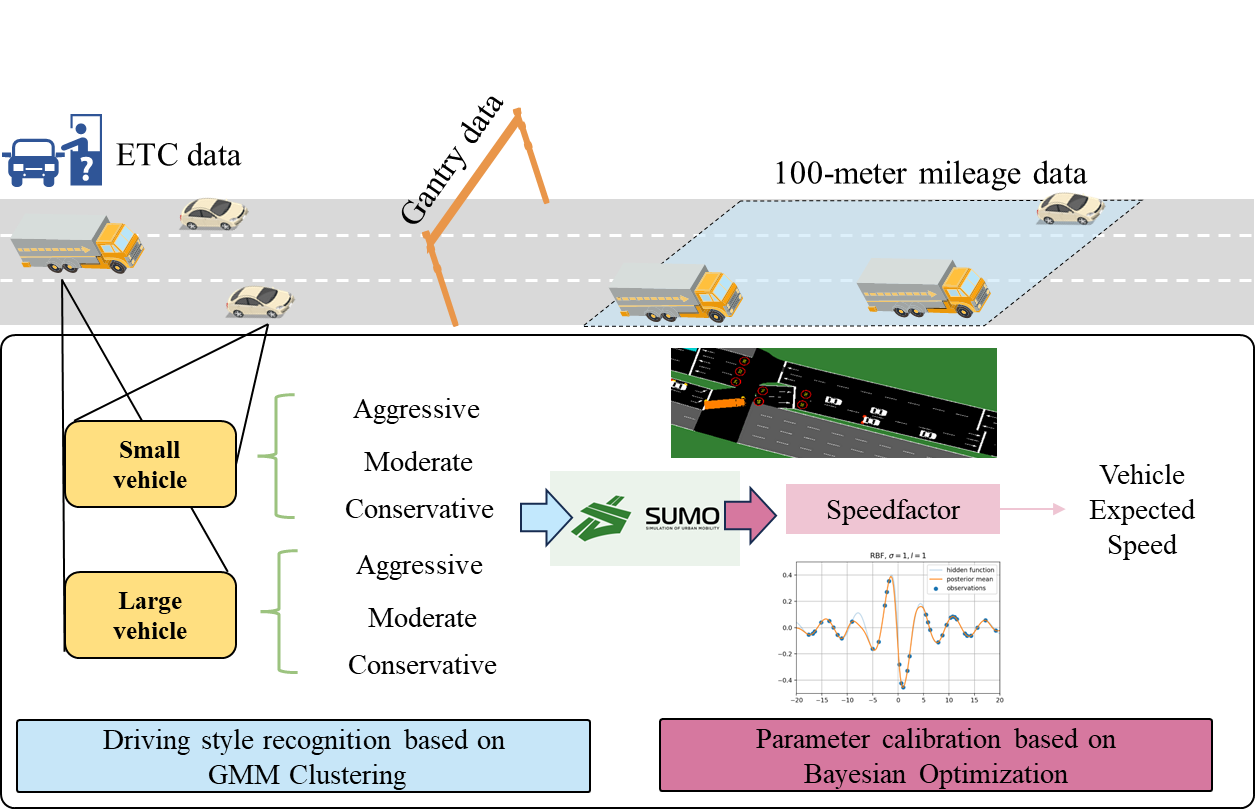 ETC data
?
Gantry data
100-meter mileage data
Small
vehicle
Aggressive
Moderate
Conservative
Large
vehicle
Aggressive
Moderate
Conservative
SUMO
SIMULATION OF URBAN MOBILITY
Speedfactor
Vehicle
Expected
Speed
RBF, σ = 1, l = 1
hidden function
posterior mean
observations
0.4
0.2
0.0
−0.2
−0.4
−20 −15 −10 −5 0 5 10 15 20
Driving style recognition based on
GMM Clustering
Parameter calibration based on
Bayesian Optimization